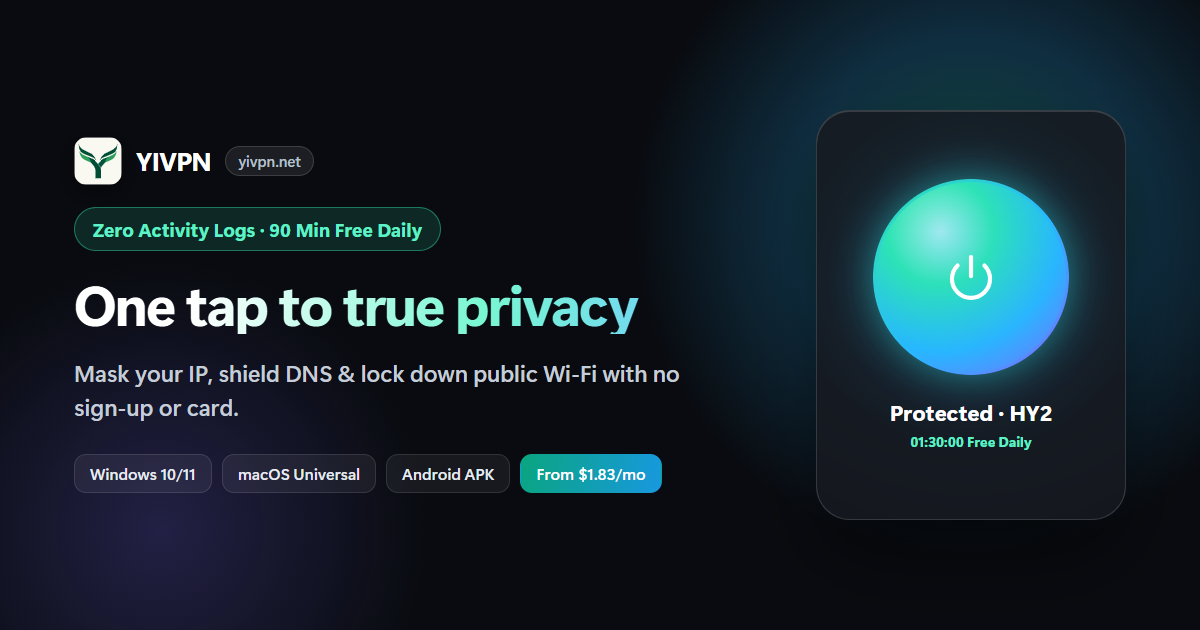 YIVPN
yivpn.net
Zero Activity Logs · 90 Min Free Daily
One tap to true privacy
Mask your IP, shield DNS & lock down public Wi-Fi with no
sign-up or card.
Windows 10/11
macOS Universal
Android APK
From $1.83/mo
Protected · HY2
01:30:00 Free Daily